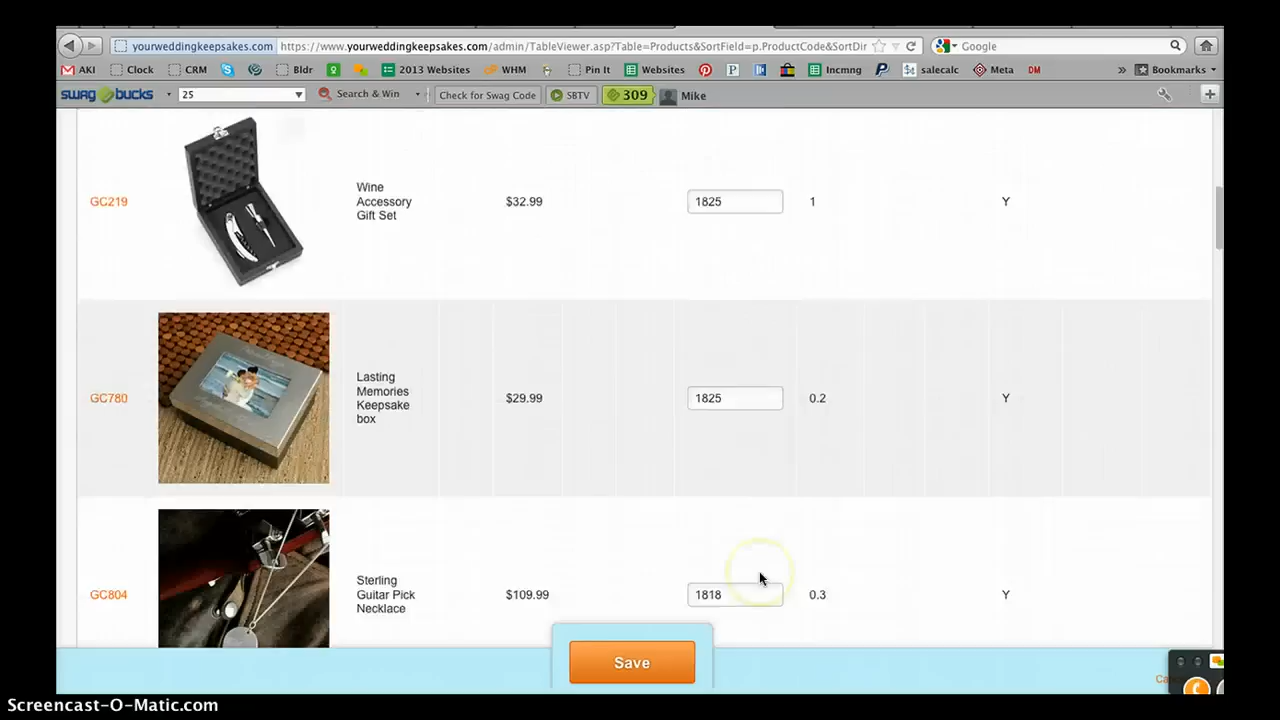 yourweddingkeepsakes.com https://www.yourweddingkeepsakes.com/admin/TableViewer.asp?Table=Products&SortField=p.ProductCode&SortDir Google
AKI Clock CRM Bldr 2013 Websites WHM Pin It Websites Incmng salecalc Meta DM » Bookmarks
SWAG BUCKS 25 Search & Win Check for Swag Code SBTV 309 Mike
GC219 Wine Accessory Gift Set $32.99 1825 1 Y
GC780 Lasting Memories Keepsake box $29.99 1825 0.2 Y
GC804 Sterling Guitar Pick Necklace $109.99 1818 0.3 Y
Save
Screencast-O-Matic.com